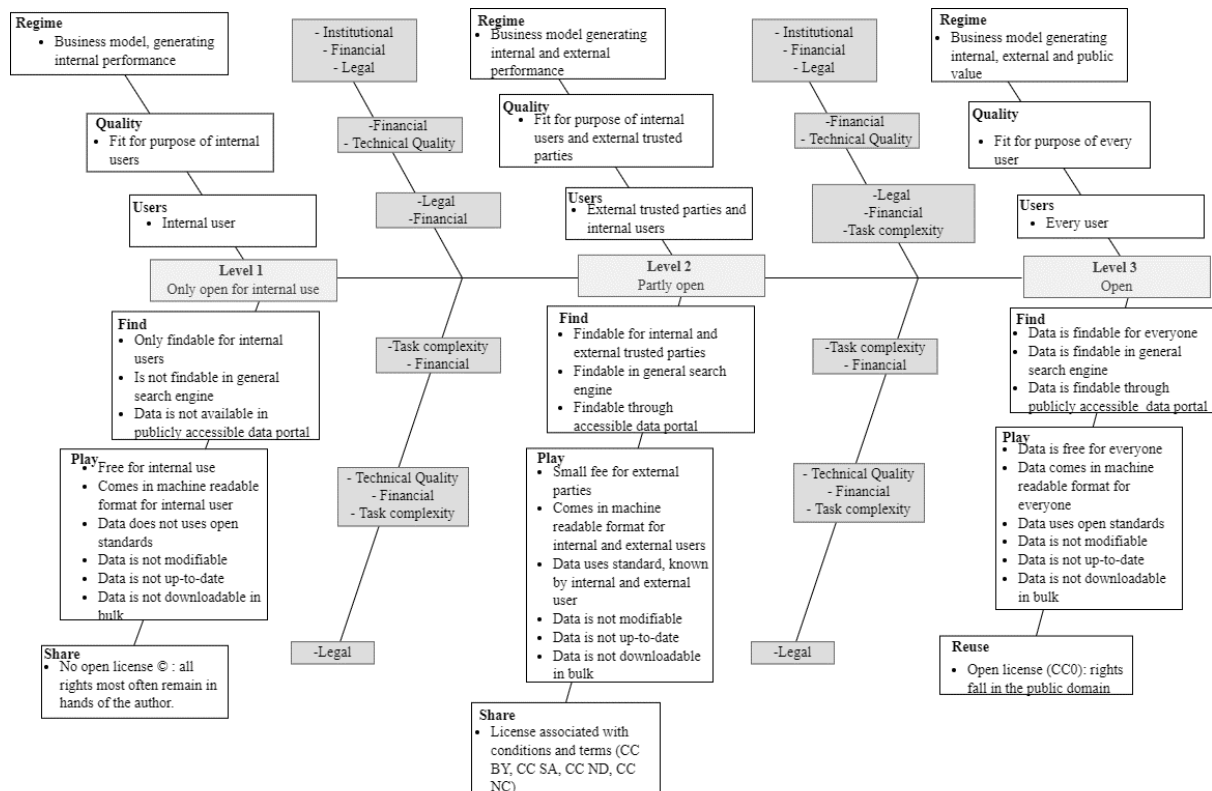 Regime
• Business model, generating
internal performance
Quality
• Fit for purpose of internal
users
Users
• Internal user
Level 1
Only open for internal use
Find
• Only findable for internal
users
• Is not findable in general
search engine
• Data is not available in
publicly accessible data portal
Play
• Free for internal use
• Comes in machine readable
format for internal user
• Data does not uses open
standards
• Data is not modifiable
• Data is not up-to-date
• Data is not downloadable in
bulk
Share
• No open license © : all
rights most often remain in
hands of the author.
- Institutional
- Financial
- Legal
-Financial
- Technical Quality
-Legal
-Financial
-Task complexity
- Financial
- Technical Quality
- Financial
- Task complexity
-Legal
Regime
• Business model generating
internal and external
performance
Quality
• Fit for purpose of internal
users and external trusted
parties
Users
• External trusted parties and
internal users
Level 2
Partly open
Find
• Findable for internal and
external trusted parties
• Findable in general search
engine
• Findable through
accessible data portal
Play
• Small fee for external
parties
• Comes in machine
readable format for
internal and external users
• Data uses standard, known
by internal and external
user
• Data is not modifiable
• Data is not up-to-date
• Data is not downloadable
in bulk
Share
• License associated with
conditions and terms (CC
BY, CC SA, CC ND, CC
NC)
- Institutional
- Financial
- Legal
-Financial
- Technical Quality
-Legal
-Financial
-Task complexity
-Task complexity
- Financial
- Technical Quality
- Financial
- Task complexity
-Legal
Regime
• Business model generating
internal, external and public
value
Quality
• Fit for purpose of every
user
Users
• Every user
Level 3
Open
Find
• Data is findable for everyone
• Data is findable in general
search engine
• Data is findable through
publicly accessible data portal
Play
• Data is free for everyone
• Data comes in machine
readable format for
everyone
• Data uses open standards
• Data is not modifiable
• Data is not up-to-date
• Data is not downloadable
in bulk
Reuse
• Open license (CC0): rights
fall in the public domain